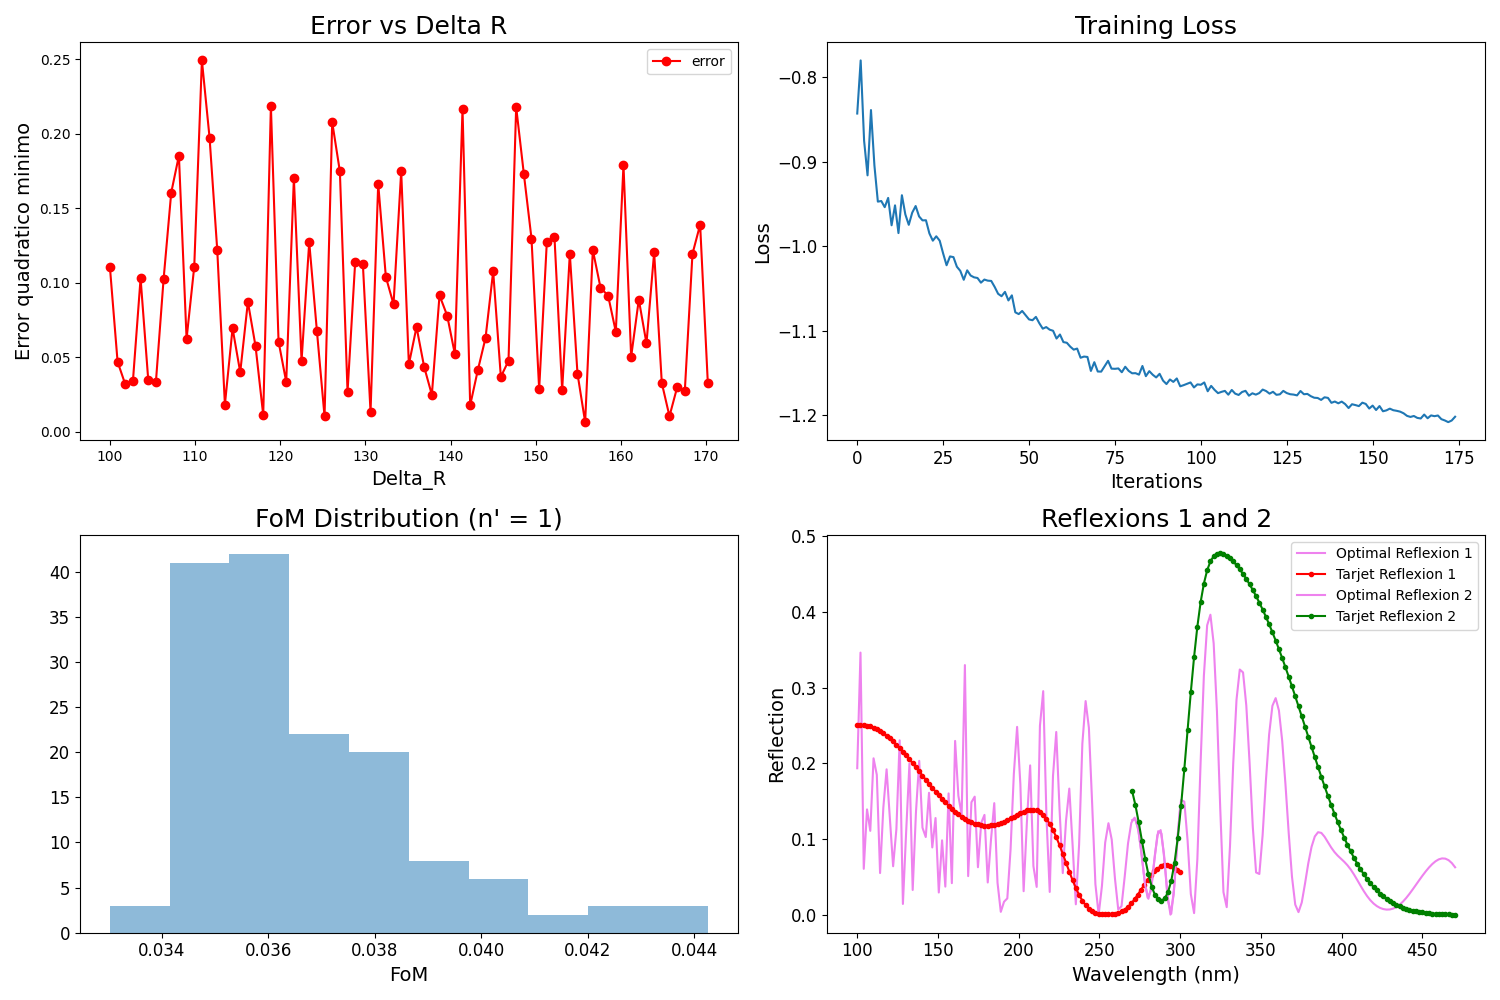 Error vs Delta R
Error quadratico minimo
0.25
0.20
0.15
0.10
0.05
0.00
error
100 110 120 130 140 150 160 170
Delta_R
Training Loss
Loss
−0.8
−0.9
−1.0
−1.1
−1.2
0 25 50 75 100 125 150 175
Iterations
FoM Distribution (n' = 1)
40
35
30
25
20
15
10
5
0
0.034 0.036 0.038 0.040 0.042 0.044
FoM
Reflexions 1 and 2
Reflection
0.5
0.4
0.3
0.2
0.1
0.0
Optimal Reflexion 1
Tarjet Reflexion 1
Optimal Reflexion 2
Tarjet Reflexion 2
100 150 200 250 300 350 400 450
Wavelength (nm)